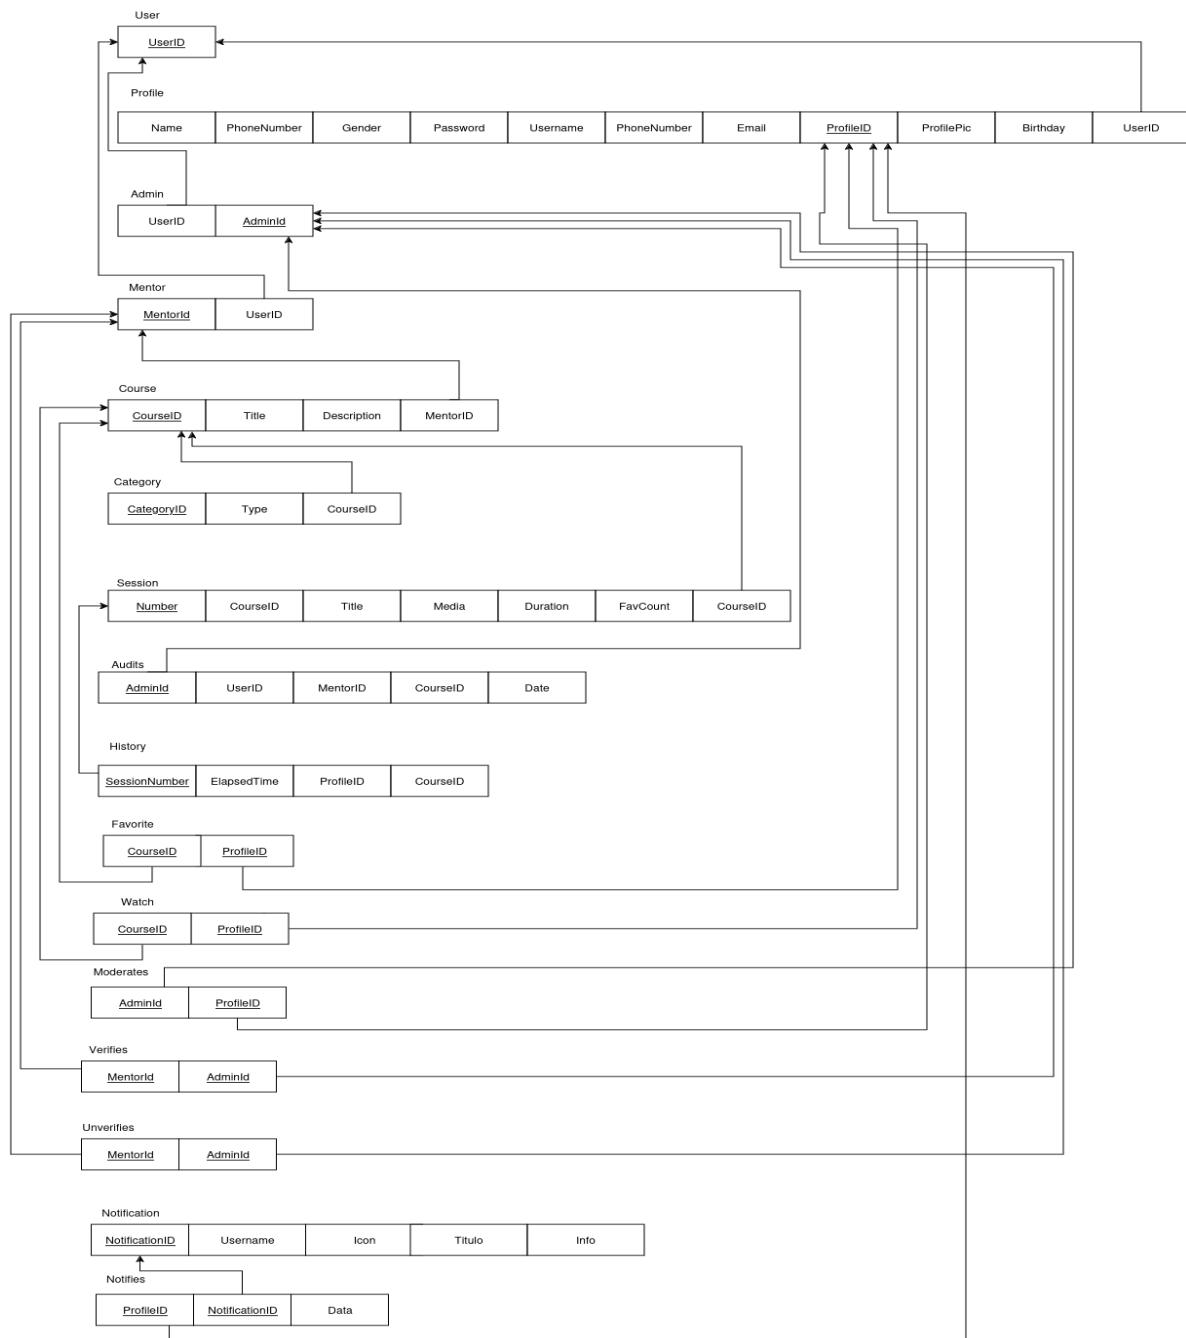 User
UserID
Profile
Name PhoneNumber Gender Password Username PhoneNumber Email ProfileID ProfilePic Birthday UserID
Admin
UserID AdminId
Mentor
MentorId UserID
Course
CourseID Title Description MentorID
Category
CategoryID Type CourseID
Session
Number CourseID Title Media Duration FavCount CourseID
Audits
AdminId UserID MentorID CourseID Date
History
SessionNumber ElapsedTime ProfileID CourseID
Favorite
CourseID ProfileID
Watch
CourseID ProfileID
Moderates
AdminId ProfileID
Verifies
MentorId AdminId
Unverifies
MentorId AdminId
Notification
NotificationID Username Icon Titulo Info
Notifies
ProfileID NotificationID Data